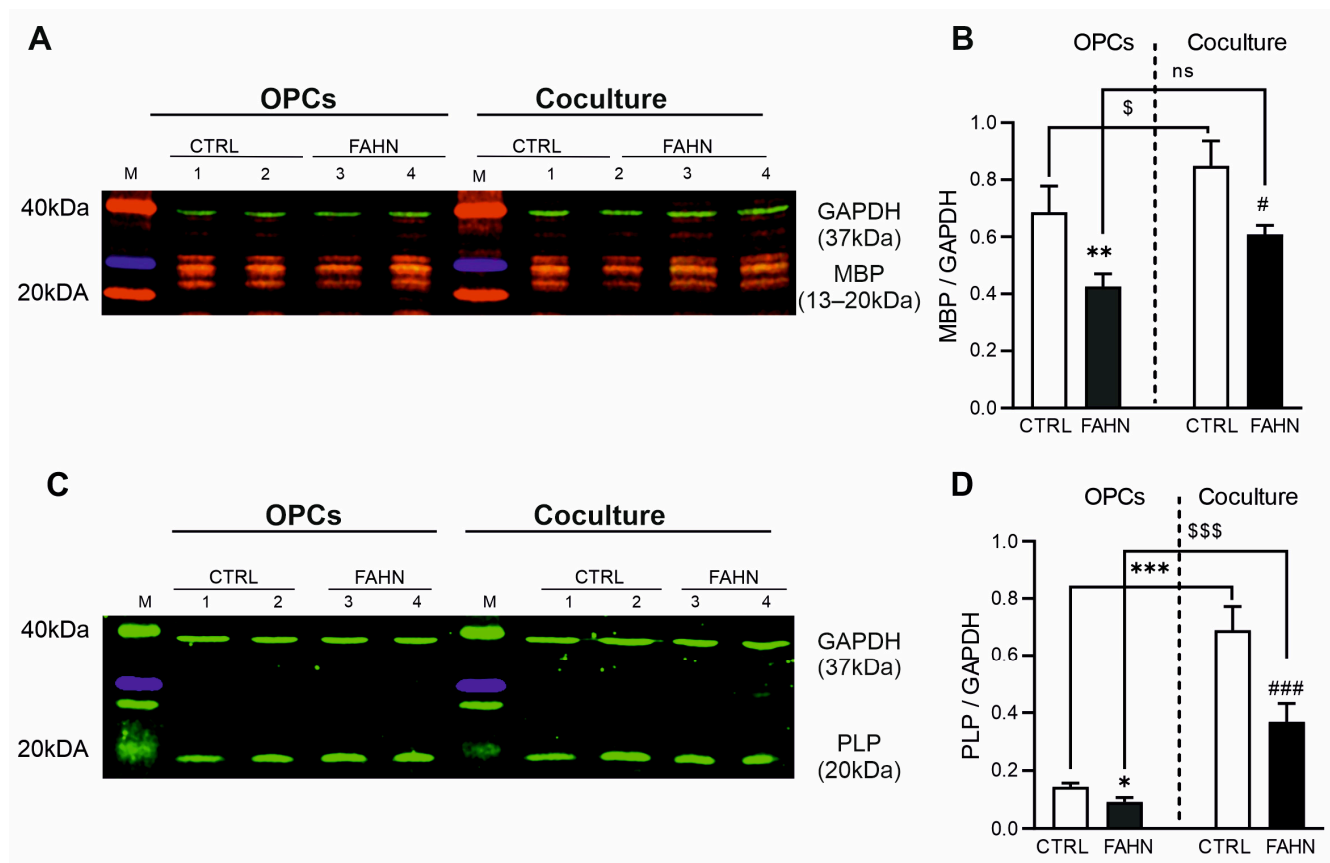 A
OPCs
Coculture
CTRL
FAHN
CTRL
FAHN
M
1
2
3
4
M
1
2
3
4
40kDa
20kDA
GAPDH
(37kDa)
MBP
(13–20kDa)
B
OPCs
Coculture
ns
$
1.0
0.8
0.6
0.4
0.2
0.0
MBP / GAPDH
**
#
CTRL
FAHN
CTRL
FAHN
C
OPCs
Coculture
CTRL
FAHN
CTRL
FAHN
M
1
2
3
4
M
1
2
3
4
40kDa
20kDA
GAPDH
(37kDa)
PLP
(20kDa)
D
OPCs
Coculture
$$$
***
1.0
0.8
0.6
0.4
0.2
0.0
PLP / GAPDH
*
###
CTRL
FAHN
CTRL
FAHN